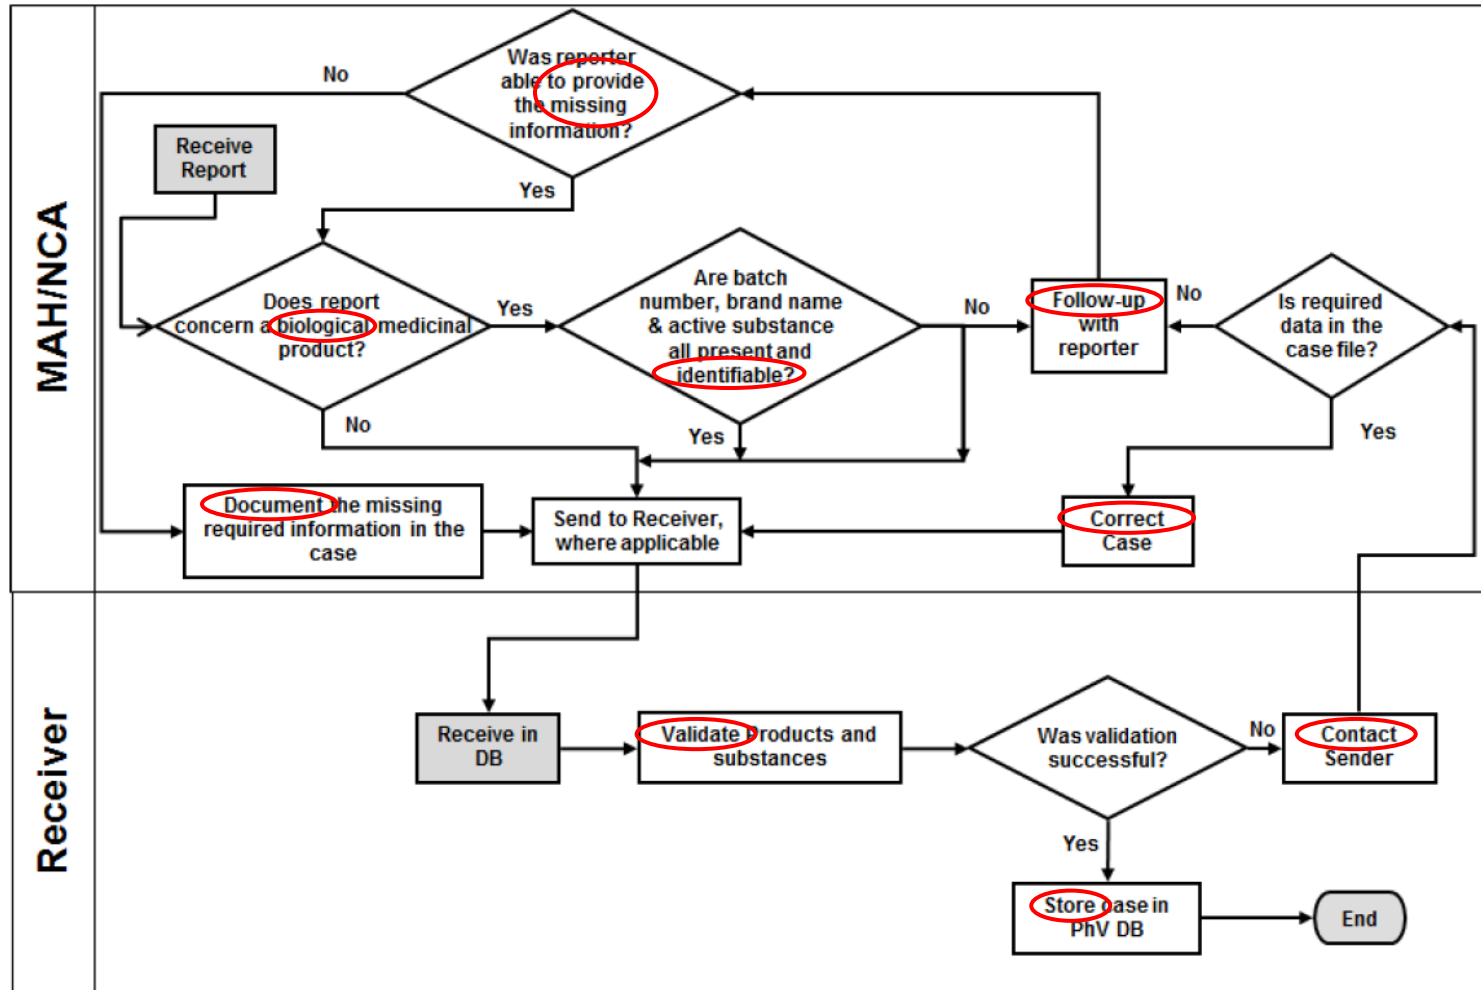 MAH/NCA
Was reporter
able to provide
the missing
information?
No
Yes
Receive
Report
Does report
concern a biological medicinal
product?
Yes
No
Are batch
number, brand name
& active substance
all present and
identifiable?
No
Yes
Follow-up
with
reporter
No
Is required
data in the
case file?
Yes
Document the missing
required information in the
case
Send to Receiver,
where applicable
Correct
Case
Receiver
Receive in
DB
Validate Products and
substances
Was validation
successful?
No
Yes
Contact
Sender
Store case in
PhV DB
End